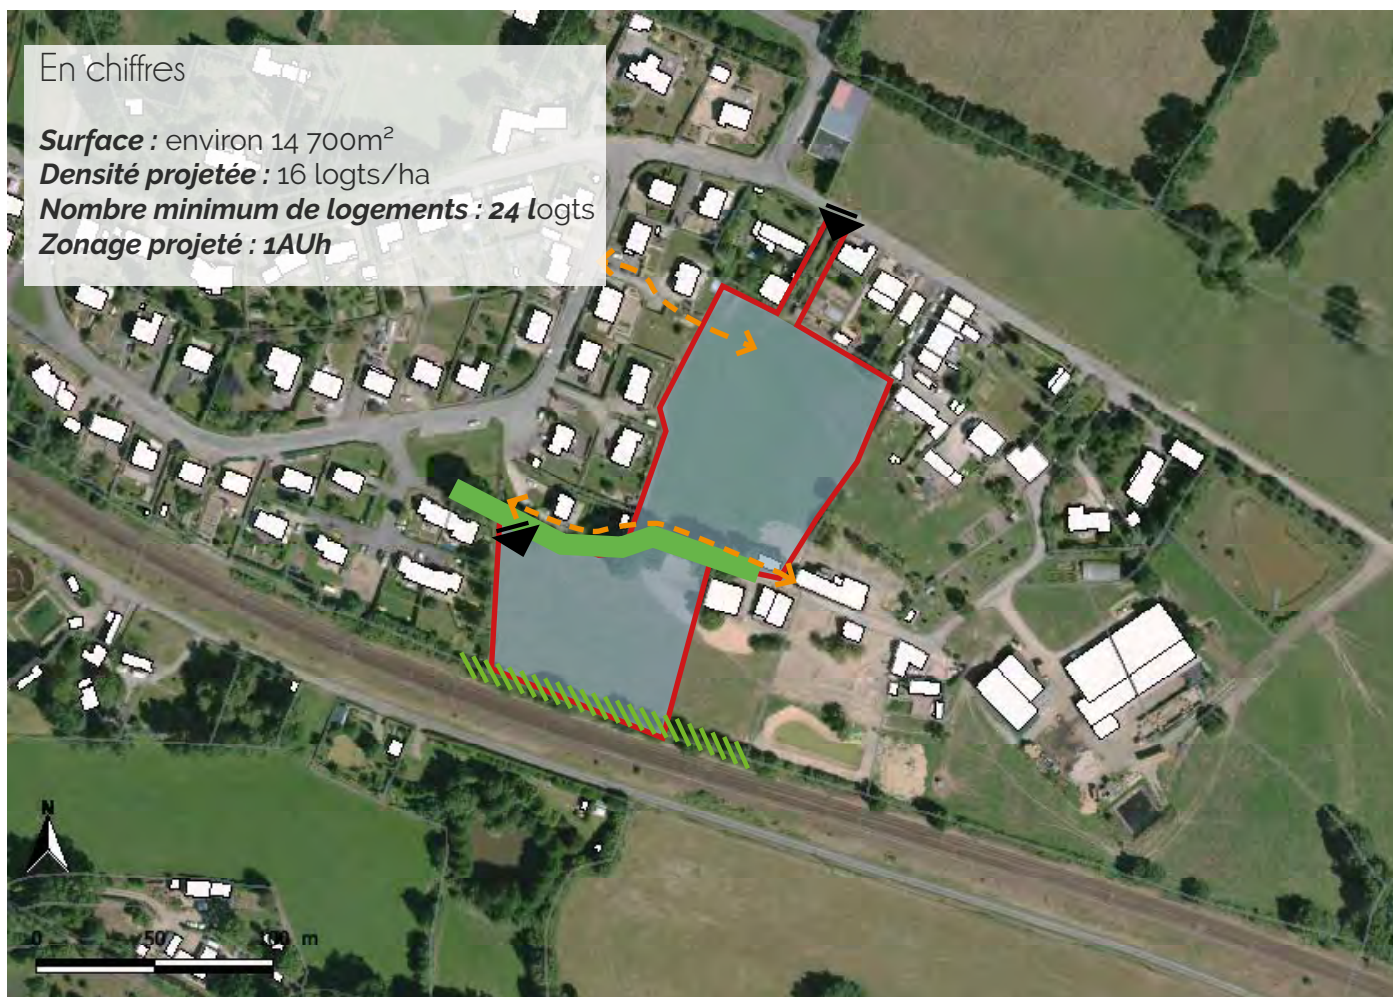 En chiffres
Surface : environ 14 700m²
Densité projetée : 16 logts/ha
Nombre minimum de logements : 24 logts
Zonage projeté : 1AUh
N
0 50 100 m